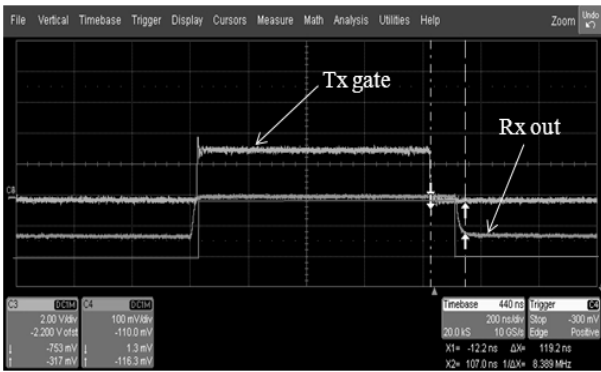 File Vertical Timebase Trigger Display Cursors Measure Math Analysis Utilities Help Zoom Undo
Tx gate
Rx out
C3
C3 DC1M C4 DC1M Timebase 440 ns Trigger C4
2.00 V/div 100 mV/div 200 ns/div Stop -300 mV
-2.200 V ofst -110.0 mV 20.0 kS 10 GS/s Edge Positive
-753 mV 1.3 mV X1= -12.2 ns ΔX= 119.2 ns
-317 mV -116.3 mV X2= 107.0 ns 1/ΔX= 8.389 MHz